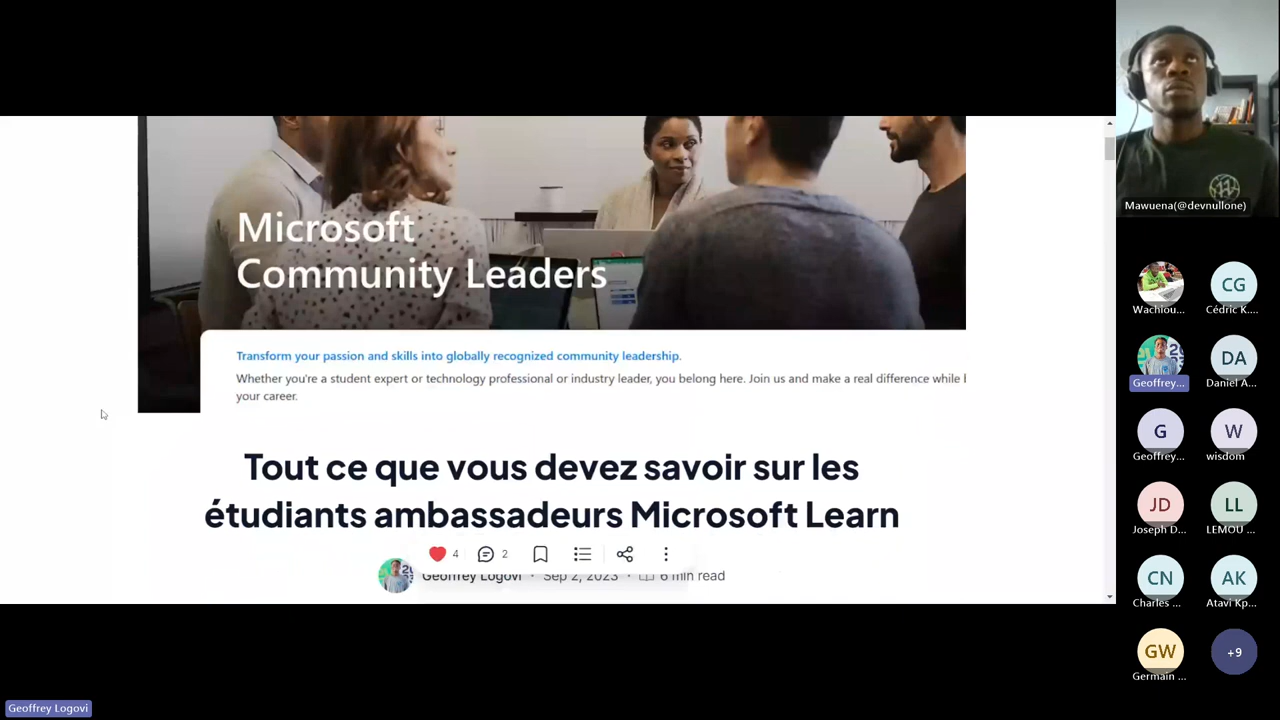 Microsoft
Community Leaders
Transform your passion and skills into globally recognized community leadership.
Whether you're a student expert or technology professional or industry leader, you belong here. Join us and make a real difference while b
your career.
Tout ce que vous devez savoir sur les
étudiants ambassadeurs Microsoft Learn
4
2
Geoffrey Logovi · Sep 2, 2023 · 6 min read
Mawuena(@devnullone)
Wachiou...
CG
Cédric K....
Geoffrey...
DA
Daniel A...
G
Geoffrey...
W
wisdom
JD
Joseph D...
LL
LEMOU ...
CN
Charles ...
AK
Atavi Kp...
GW
Germain ...
+9
Geoffrey Logovi